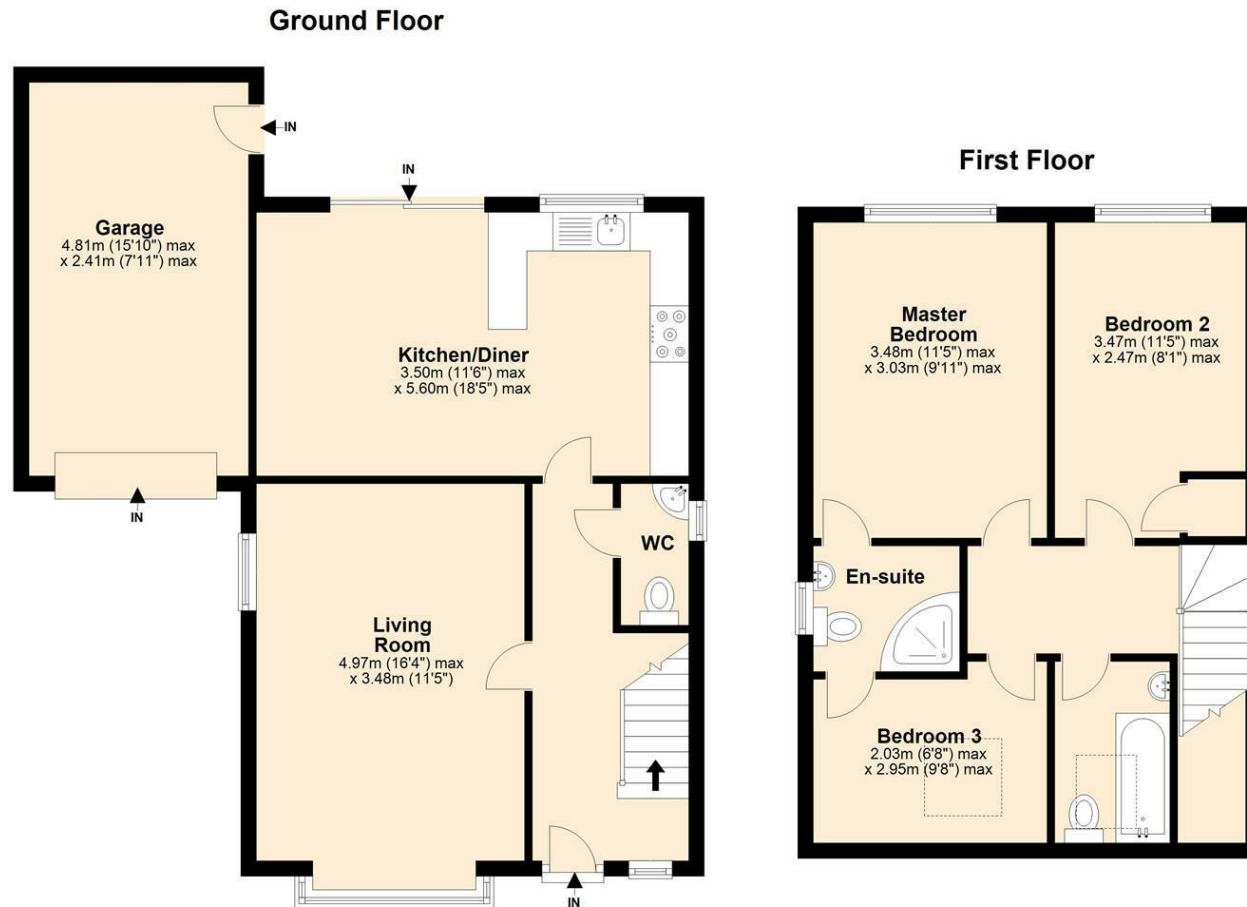 Ground Floor
IN
Garage
4.81m (15'10") max
x 2.41m (7'11") max
IN
IN
Kitchen/Diner
3.50m (11'6") max
x 5.60m (18'5") max
WC
Living
Room
4.97m (16'4") max
x 3.48m (11'5")
IN
First Floor
Master
Bedroom
3.48m (11'5") max
x 3.03m (9'11") max
Bedroom 2
3.47m (11'5") max
x 2.47m (8'1") max
En-suite
Bedroom 3
2.03m (6'8") max
x 2.95m (9'8") max